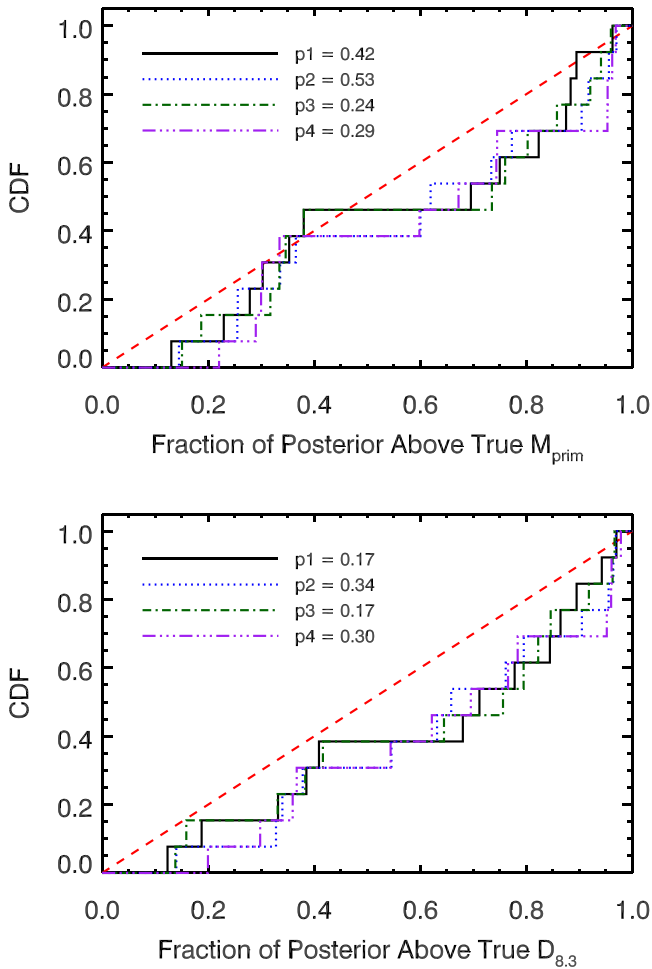 1.0
0.8
0.6
0.4
0.2
0.0
CDF
p1 = 0.42
p2 = 0.53
p3 = 0.24
p4 = 0.29
0.0 0.2 0.4 0.6 0.8 1.0
Fraction of Posterior Above True M_prim
1.0
0.8
0.6
0.4
0.2
0.0
CDF
p1 = 0.17
p2 = 0.34
p3 = 0.17
p4 = 0.30
0.0 0.2 0.4 0.6 0.8 1.0
Fraction of Posterior Above True D_8.3